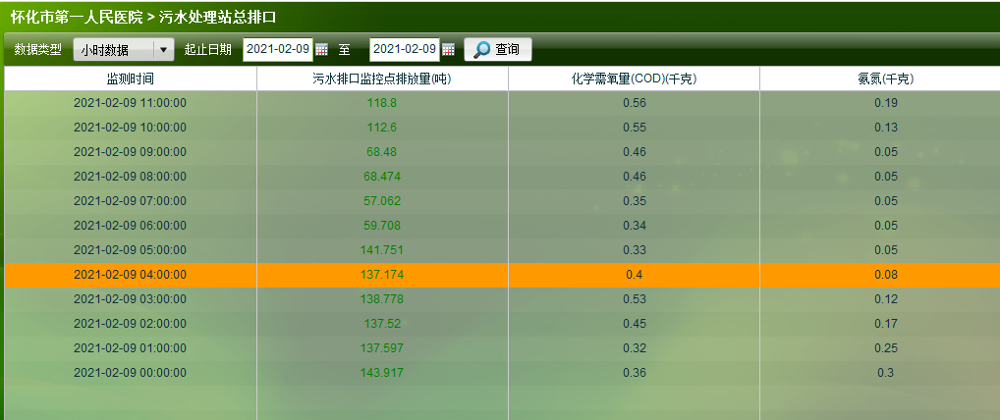 怀化市第一人民医院 > 污水处理站总排口
数据类型 小时数据 起止日期 2021-02-09 至 2021-02-09 查询
监测时间 污水排口监控点排放量(吨) 化学需氧量(COD)(千克) 氨氮(千克)
2021-02-09 11:00:00 118.8 0.56 0.19
2021-02-09 10:00:00 112.6 0.55 0.13
2021-02-09 09:00:00 68.48 0.46 0.05
2021-02-09 08:00:00 68.474 0.46 0.05
2021-02-09 07:00:00 57.062 0.35 0.05
2021-02-09 06:00:00 59.708 0.34 0.05
2021-02-09 05:00:00 141.751 0.33 0.05
2021-02-09 04:00:00 137.174 0.4 0.08
2021-02-09 03:00:00 138.778 0.53 0.12
2021-02-09 02:00:00 137.52 0.45 0.17
2021-02-09 01:00:00 137.597 0.32 0.25
2021-02-09 00:00:00 143.917 0.36 0.3